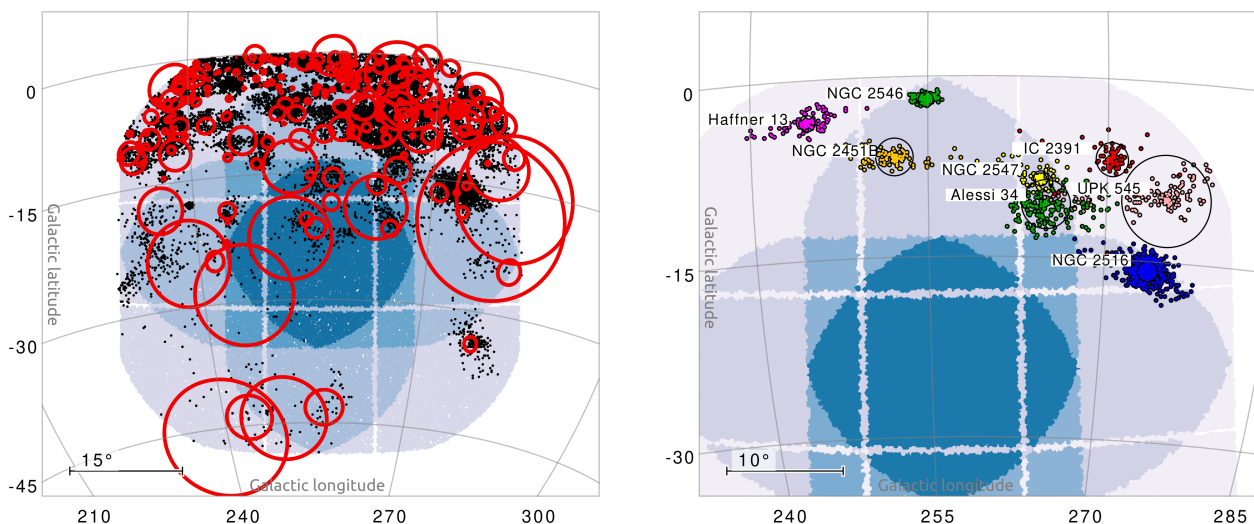 0
-15
-30
-45
Galactic latitude
15°
Galactic longitude
210
240
270
300
NGC 2546
0
Haffner 13
NGC 2451B
IC 2391
NGC 2547
Alessi 34
UPK 545
NGC 2516
-15
-30
Galactic latitude
10°
Galactic longitude
240
255
270
285